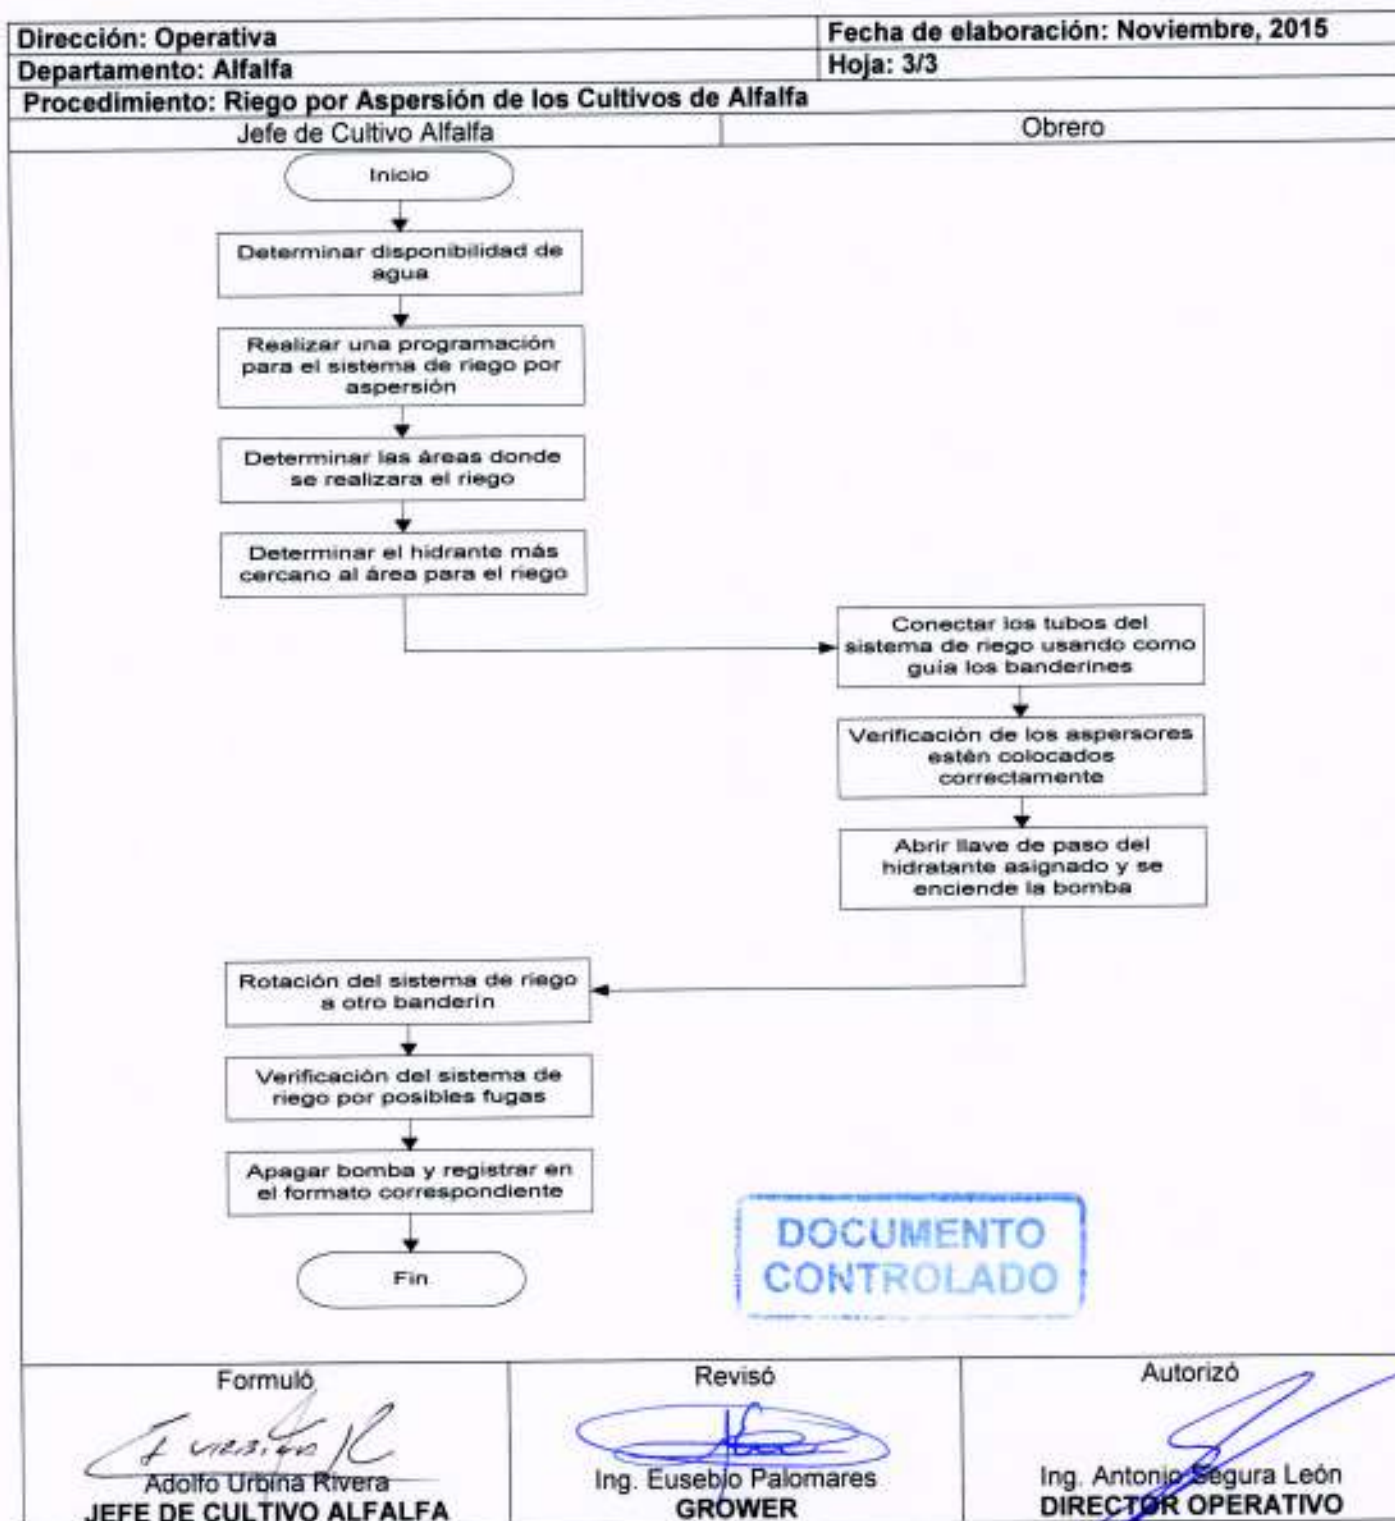 Dirección: Operativa
Fecha de elaboración: Noviembre, 2015
Departamento: Alfalfa
Hoja: 3/3
Procedimiento: Riego por Aspersión de los Cultivos de Alfalfa
Jefe de Cultivo Alfalfa
Obrero
Inicio
Determinar disponibilidad de
agua
Realizar una programación
para el sistema de riego por
aspersión
Determinar las áreas donde
se realizara el riego
Determinar el hidrante más
cercano al área para el riego
Conectar los tubos del
sistema de riego usando como
guía los banderines
Verificación de los aspersores
estén colocados
correctamente
Abrir llave de paso del
hidratante asignado y se
enciende la bomba
Rotación del sistema de riego
a otro banderín
Verificación del sistema de
riego por posibles fugas
Apagar bomba y registrar en
el formato correspondiente
Fin
DOCUMENTO
CONTROLADO
Formuló
Adolfo Urbina Rivera
JEFE DE CULTIVO ALFALFA
Revisó
Ing. Eusebio Palomares
GROWER
Autorizó
Ing. Antonio Segura León
DIRECTOR OPERATIVO